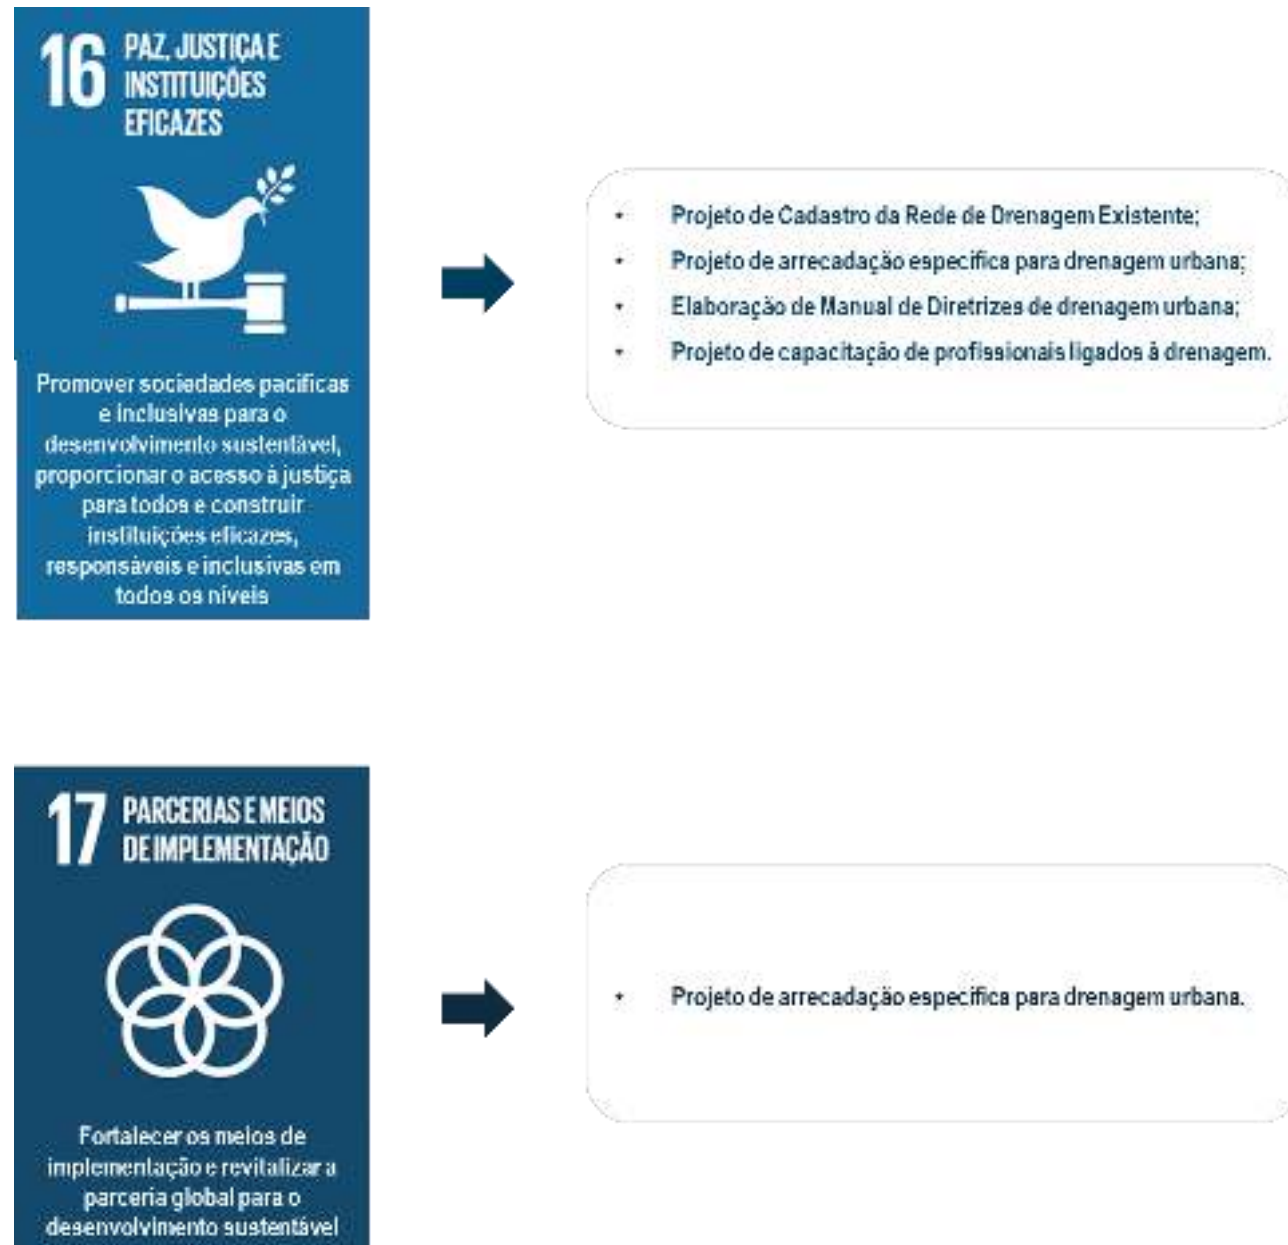 16 PAZ, JUSTIÇA E
INSTITUIÇÕES
EFICAZES
Promover sociedades pacíficas
e inclusivas para o
desenvolvimento sustentável,
proporcionar o acesso à justiça
para todos e construir
instituições eficazes,
responsáveis e inclusivas em
todos os níveis
• Projeto de Cadastro da Rede de Drenagem Existente;
• Projeto de arrecadação específica para drenagem urbana;
• Elaboração de Manual de Diretrizes de drenagem urbana;
• Projeto de capacitação de profissionais ligados à drenagem.
17 PARCERIAS E MEIOS
DE IMPLEMENTAÇÃO
Fortalecer os meios de
implementação e revitalizar a
parceria global para o
desenvolvimento sustentável
• Projeto de arrecadação específica para drenagem urbana.